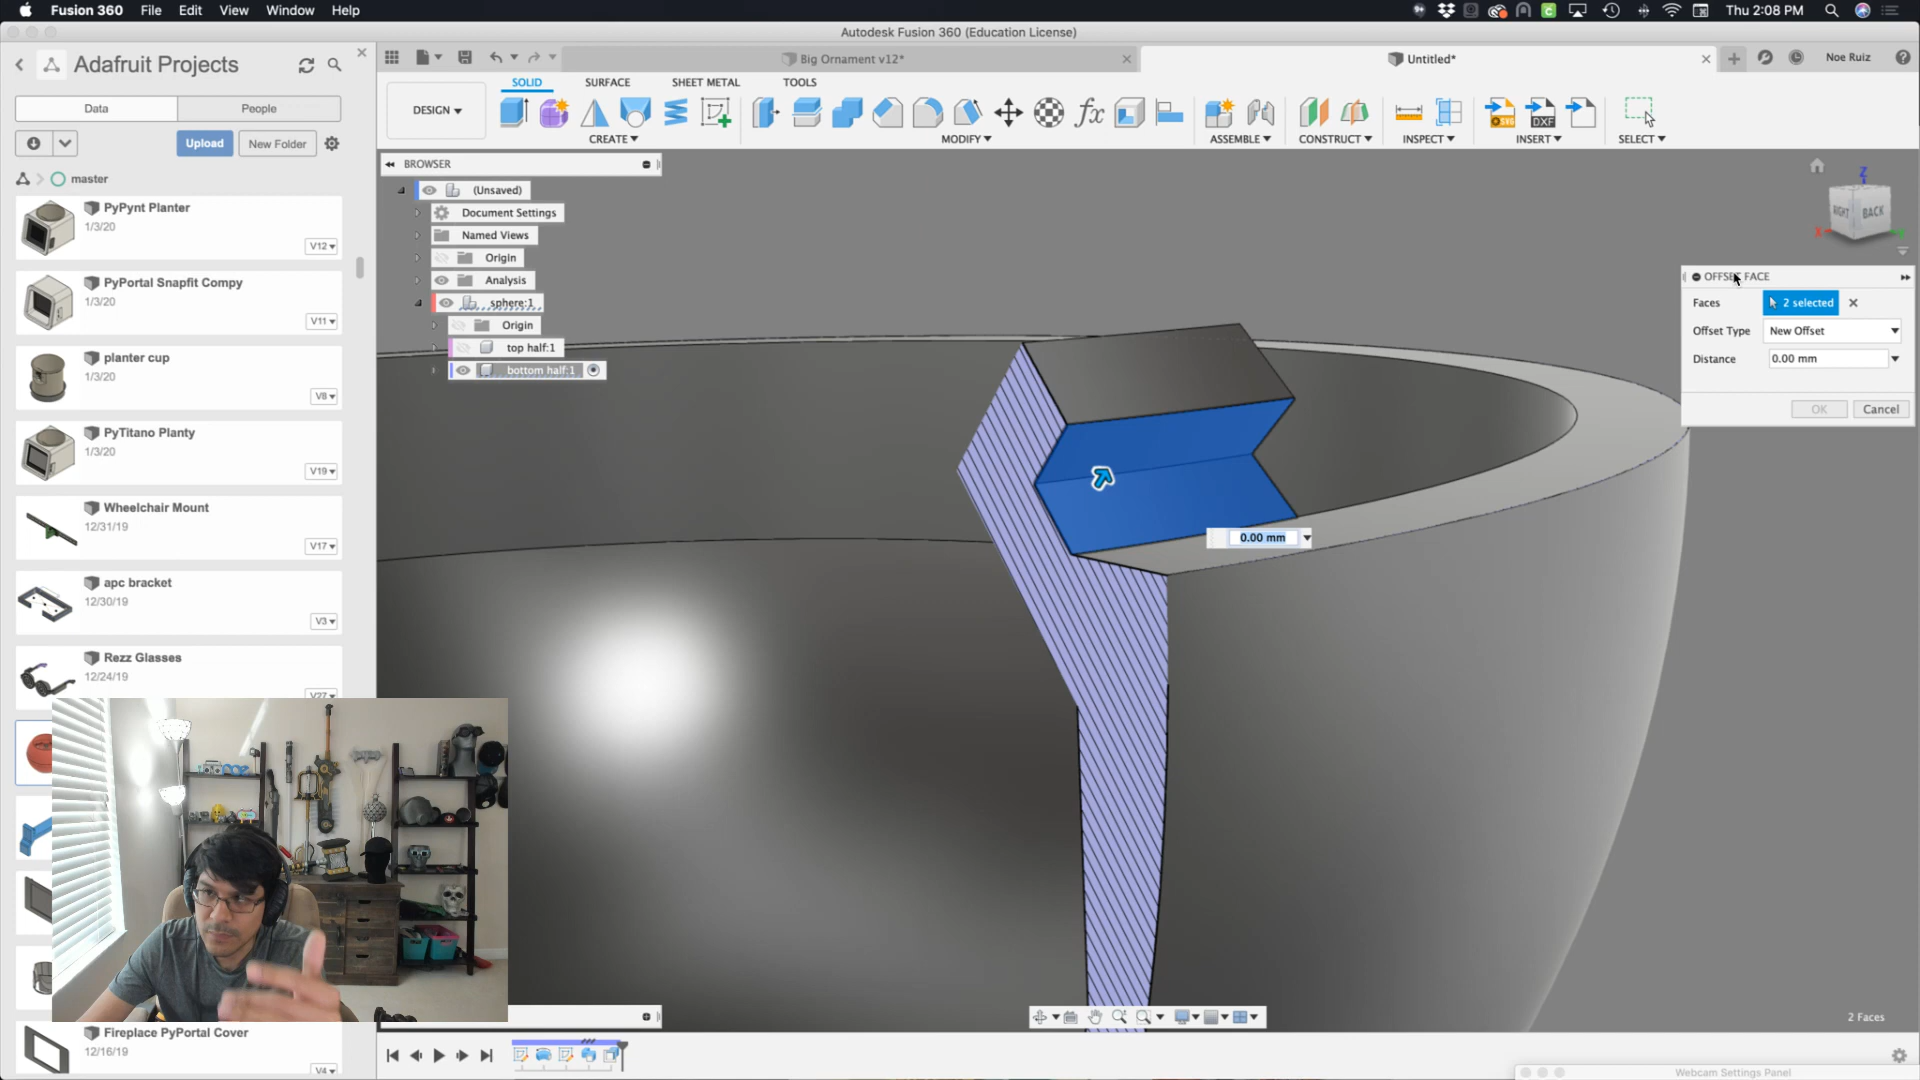 Fusion 360 File Edit View Window Help
Thu 2:08 PM
Autodesk Fusion 360 (Education License)
Adafruit Projects
Data People
Upload New Folder
master
PyPynt Planter
1/3/20
V12
PyPortal Snapfit Compy
1/3/20
V11
planter cup
1/3/20
V8
PyTitano Planty
1/3/20
V19
Wheelchair Mount
12/31/19
V17
apc bracket
12/30/19
V3
Rezz Glasses
12/24/19
V27
Fireplace PyPortal Cover
12/16/19
V4
Big Ornament v12*
Untitled*
Noe Ruiz
SOLID SURFACE SHEET METAL TOOLS
DESIGN
CREATE MODIFY ASSEMBLE CONSTRUCT INSPECT INSERT SELECT
BROWSER
(Unsaved)
Document Settings
Named Views
Origin
Analysis
sphere:1
Origin
top half:1
bottom half:1
Z
RIGHT BACK
X
OFFSET FACE
Faces 2 selected
Offset Type New Offset
Distance 0.00 mm
OK Cancel
0.00 mm
2 Faces
Webcam Settings Panel